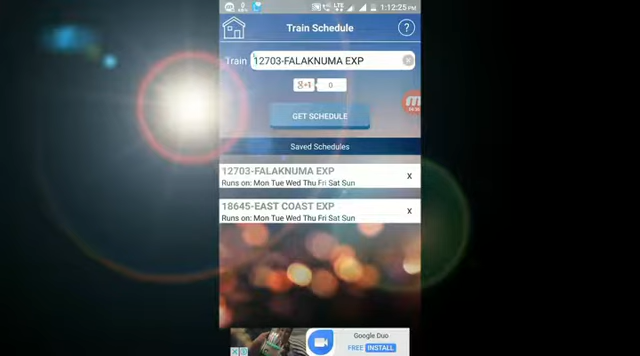 1:12:25 PM
Train Schedule
?
Train 12703-FALAKNUMA EXP
g+1 0
GET SCHEDULE
Saved Schedules
12703-FALAKNUMA EXP
Runs on: Mon Tue Wed Thu Fri Sat Sun
x
18645-EAST COAST EXP
Runs on: Mon Tue Wed Thu Fri Sat Sun
x
Google Duo
FREE INSTALL